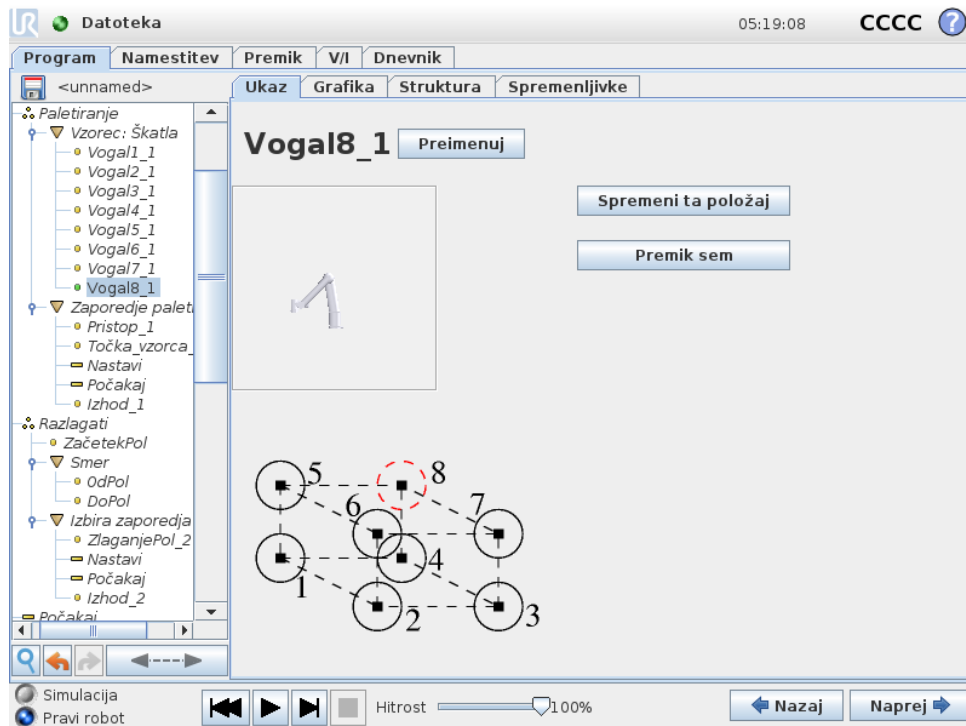 UR Datoteka 05:19:08 CCCC ?
Program Namestitev Premik V/I Dnevnik
<unnamed>
Ukaz Grafika Struktura Spremenljivke
Paletiranje
Vzorec: Škatla
Vogal1_1
Vogal2_1
Vogal3_1
Vogal4_1
Vogal5_1
Vogal6_1
Vogal7_1
Vogal8_1
Zaporedje paleti
Pristop_1
Točka_vzorca_
Nastavi
Počakaj
Izhod_1
Razlagati
ZačetekPol
Smer
OdPol
DoPol
Izbira zaporedja
ZlaganjePol_2
Nastavi
Počakaj
Izhod_2
Počakaj
Vogal8_1 Preimenuj
Spremeni ta položaj
Premik sem
5 8
6 7
1 4
2 3
Simulacija
Pravi robot
Hitrost 100%
Nazaj Naprej